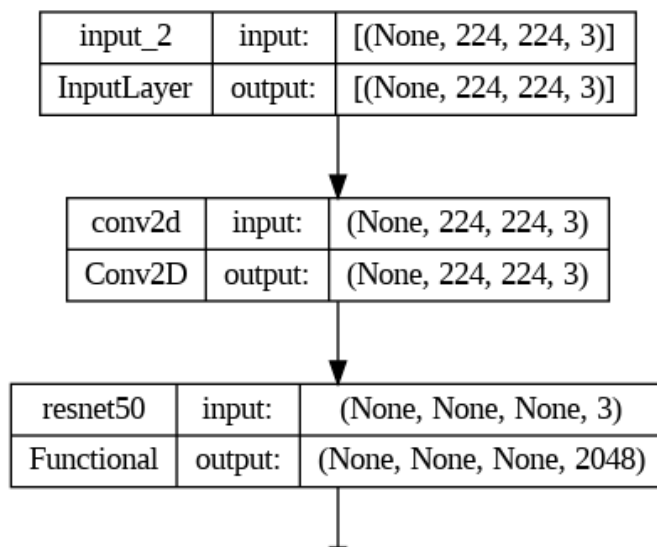 input_2 input: [(None, 224, 224, 3)]
InputLayer output: [(None, 224, 224, 3)]
conv2d input: (None, 224, 224, 3)
Conv2D output: (None, 224, 224, 3)
resnet50 input: (None, None, None, 3)
Functional output: (None, None, None, 2048)